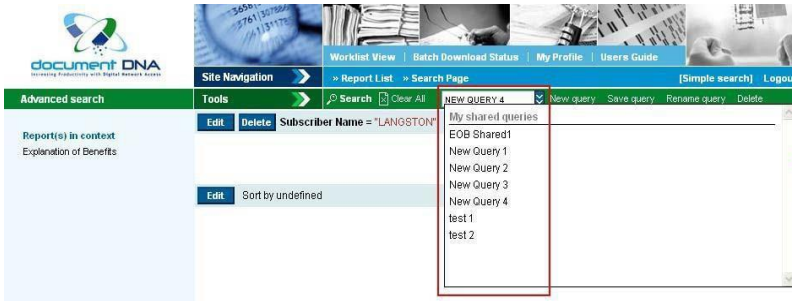 document DNA
Increasing Productivity with Digital Network Access
Worklist View | Batch Download Status | My Profile | Users Guide
Site Navigation » Report List » Search Page [Simple search] Logou
Advanced search Tools Search Clear All NEW QUERY 4 New query Save query Rename query Delete
Report(s) in context
Explanation of Benefits
Edit Delete Subscriber Name = "LANGSTON"
Edit Sort by undefined
My shared queries
EOB Shared1
New Query 1
New Query 2
New Query 3
New Query 4
test 1
test 2